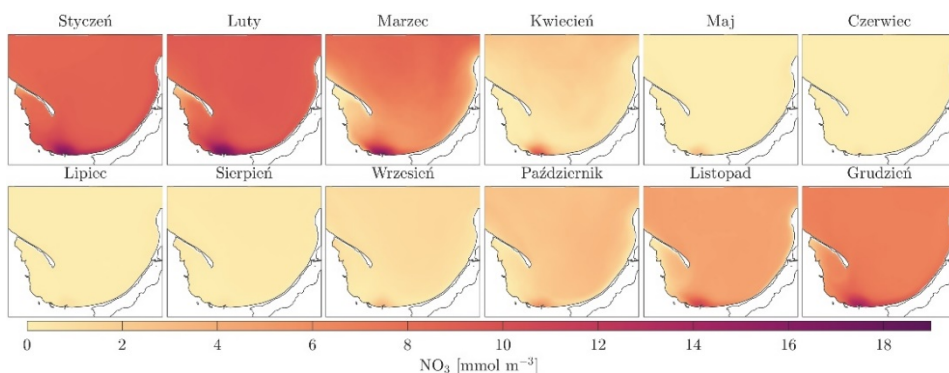 Styczeń Luty Marzec Kwiecień Maj Czerwiec
Lipiec Sierpień Wrzesień Październik Listopad Grudzień
0 2 4 6 8 10 12 14 16 18
NO₃ [mmol m⁻³]